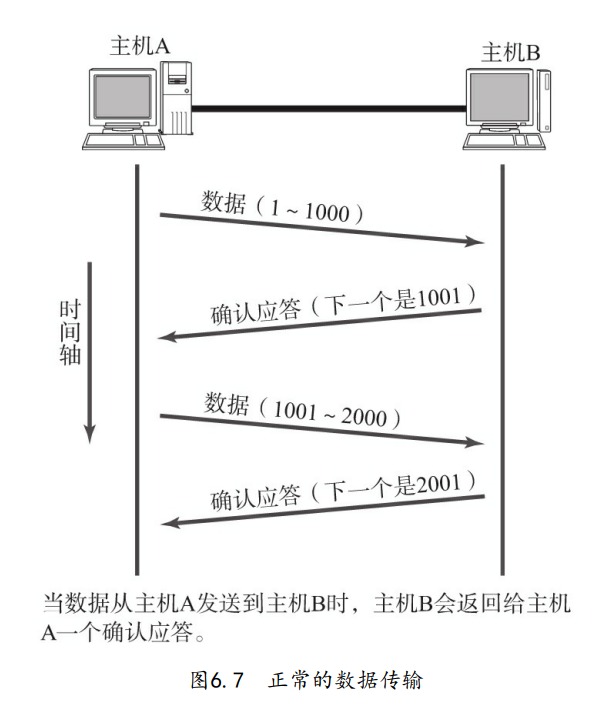 主机A
主机B
数据（1～1000）
确认应答（下一个是1001）
时间轴
数据（1001～2000）
确认应答（下一个是2001）
当数据从主机A发送到主机B时，主机B会返回给主机
A一个确认应答。
图6.7 正常的数据传输